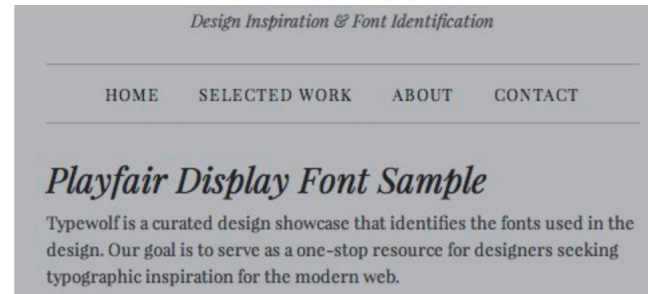 Design Inspiration & Font Identification
HOME SELECTED WORK ABOUT CONTACT
Playfair Display Font Sample
Typewolf is a curated design showcase that identifies the fonts used in the
design. Our goal is to serve as a one-stop resource for designers seeking
typographic inspiration for the modern web.